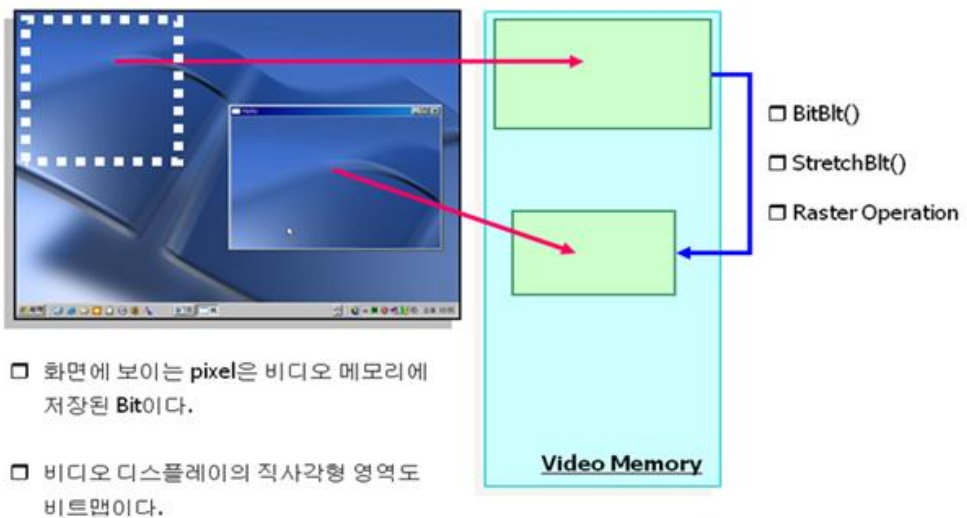 BitBlt()
StretchBlt()
Raster Operation
Hello
Video Memory
화면에 보이는 pixel은 비디오 메모리에
저장된 Bit이다.
비디오 디스플레이의 직사각형 영역도
비트맵이다.